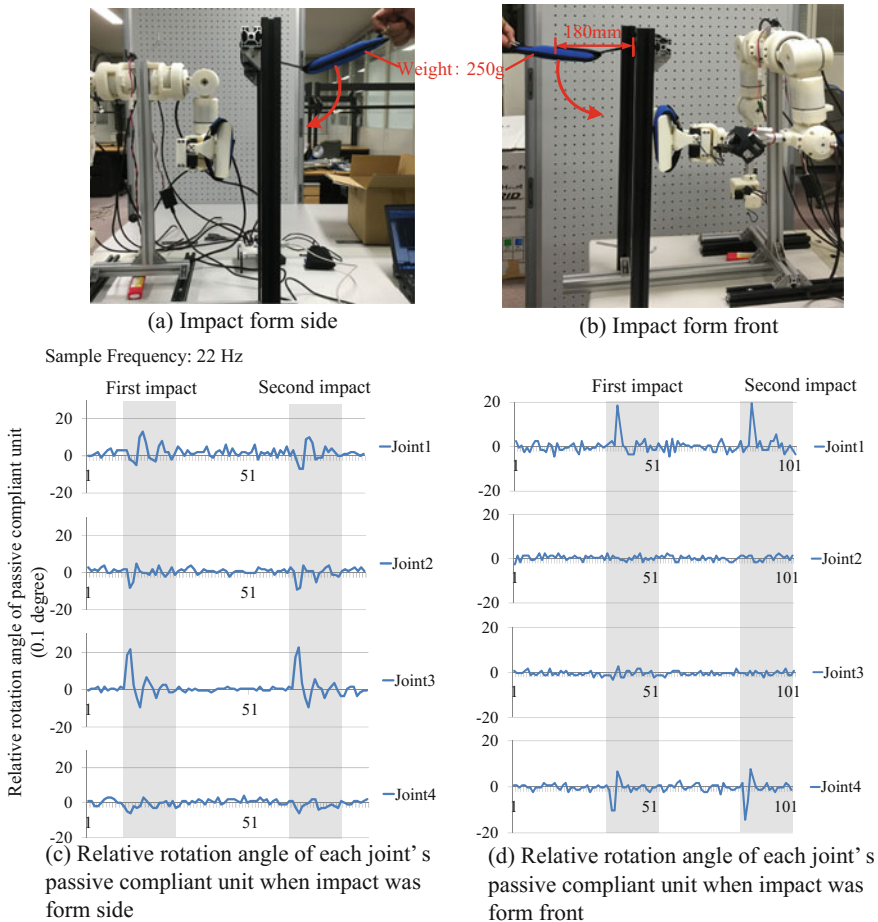 180mm
Weight: 250g
(a) Impact form side
(b) Impact form front
Sample Frequency: 22 Hz
Relative rotation angle of passive compliant unit
(0.1 degree)
First impact
Second impact
20
0
-20
1
51
Joint1
20
0
-20
1
51
Joint2
20
0
-20
1
51
Joint3
20
0
-20
1
51
Joint4
(c) Relative rotation angle of each joint's
passive compliant unit when impact was
form side
First impact
Second impact
20
0
-20
1
51
101
Joint1
20
0
-20
1
51
101
Joint2
20
0
-20
1
51
101
Joint3
20
0
-20
1
51
101
Joint4
(d) Relative rotation angle of each joint's
passive compliant unit when impact was
form front